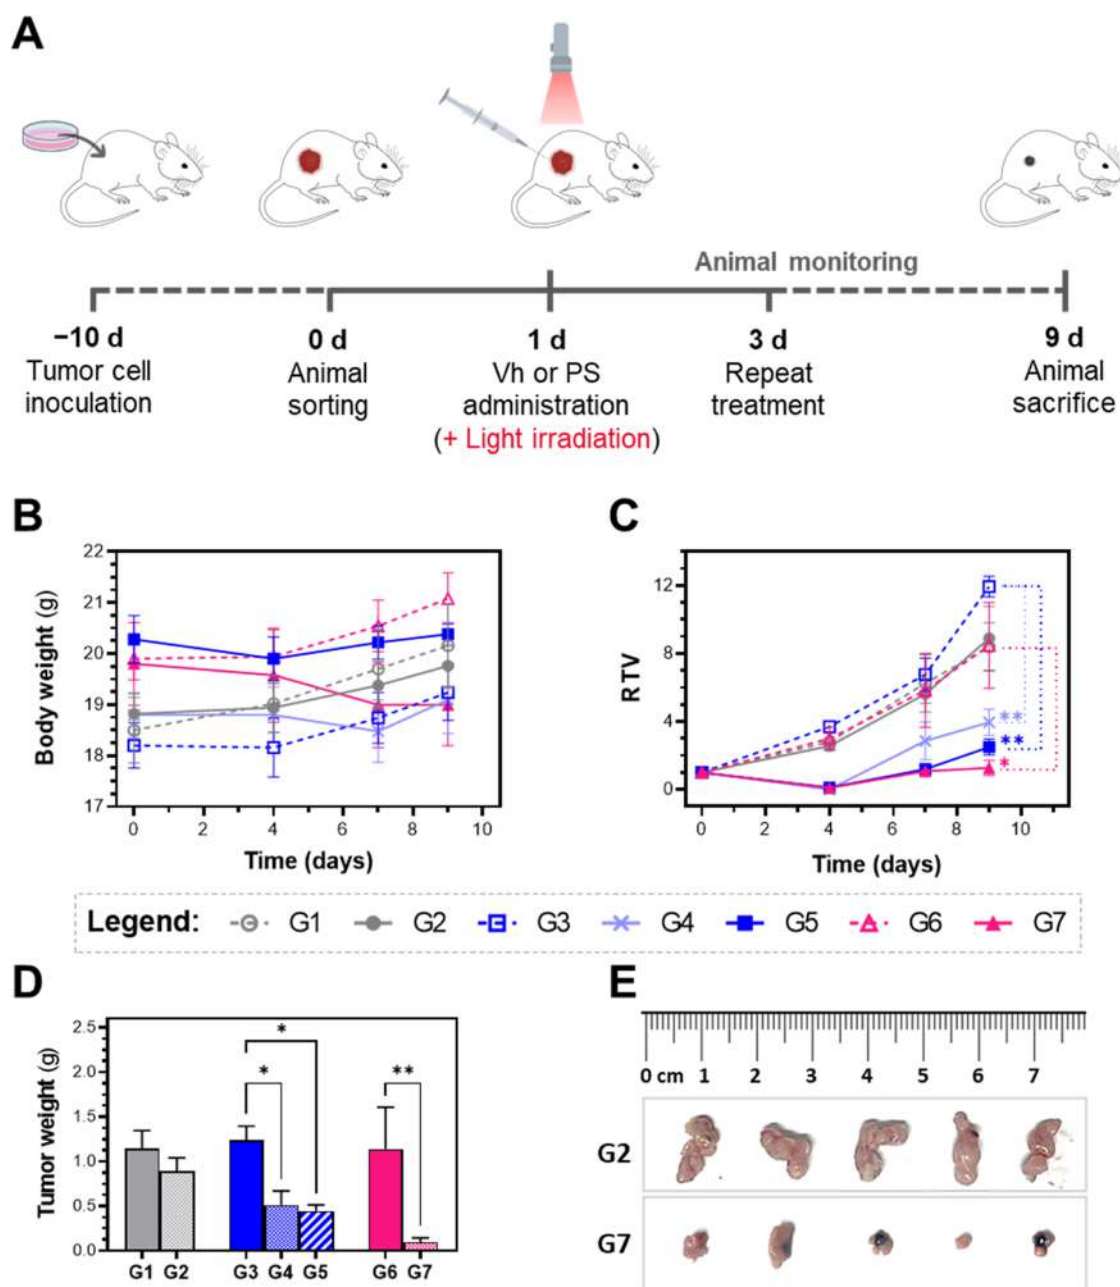 A
Animal monitoring
−10 d
Tumor cell
inoculation
0 d
Animal
sorting
1 d
Vh or PS
administration
(+ Light irradiation)
3 d
Repeat
treatment
9 d
Animal
sacrifice
B
Body weight (g)
22
21
20
19
18
17
0 2 4 6 8 10
Time (days)
C
RTV
12
8
4
0
**
**
*
0 2 4 6 8 10
Time (days)
Legend: G1 G2 G3 G4 G5 G6 G7
D
Tumor weight (g)
2.5
2.0
1.5
1.0
0.5
0.0
*
*
**
G1 G2 G3 G4 G5 G6 G7
E
0 cm 1 2 3 4 5 6 7
G2
G7